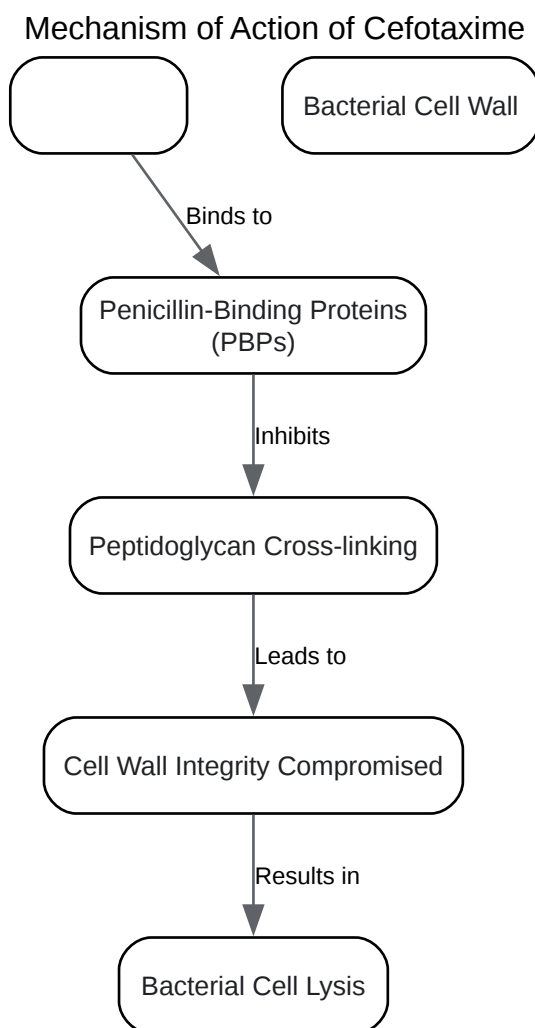 Mechanism of Action of Cefotaxime
Bacterial Cell Wall
Binds to
Penicillin-Binding Proteins
(PBPs)
Inhibits
Peptidoglycan Cross-linking
Leads to
Cell Wall Integrity Compromised
Results in
Bacterial Cell Lysis